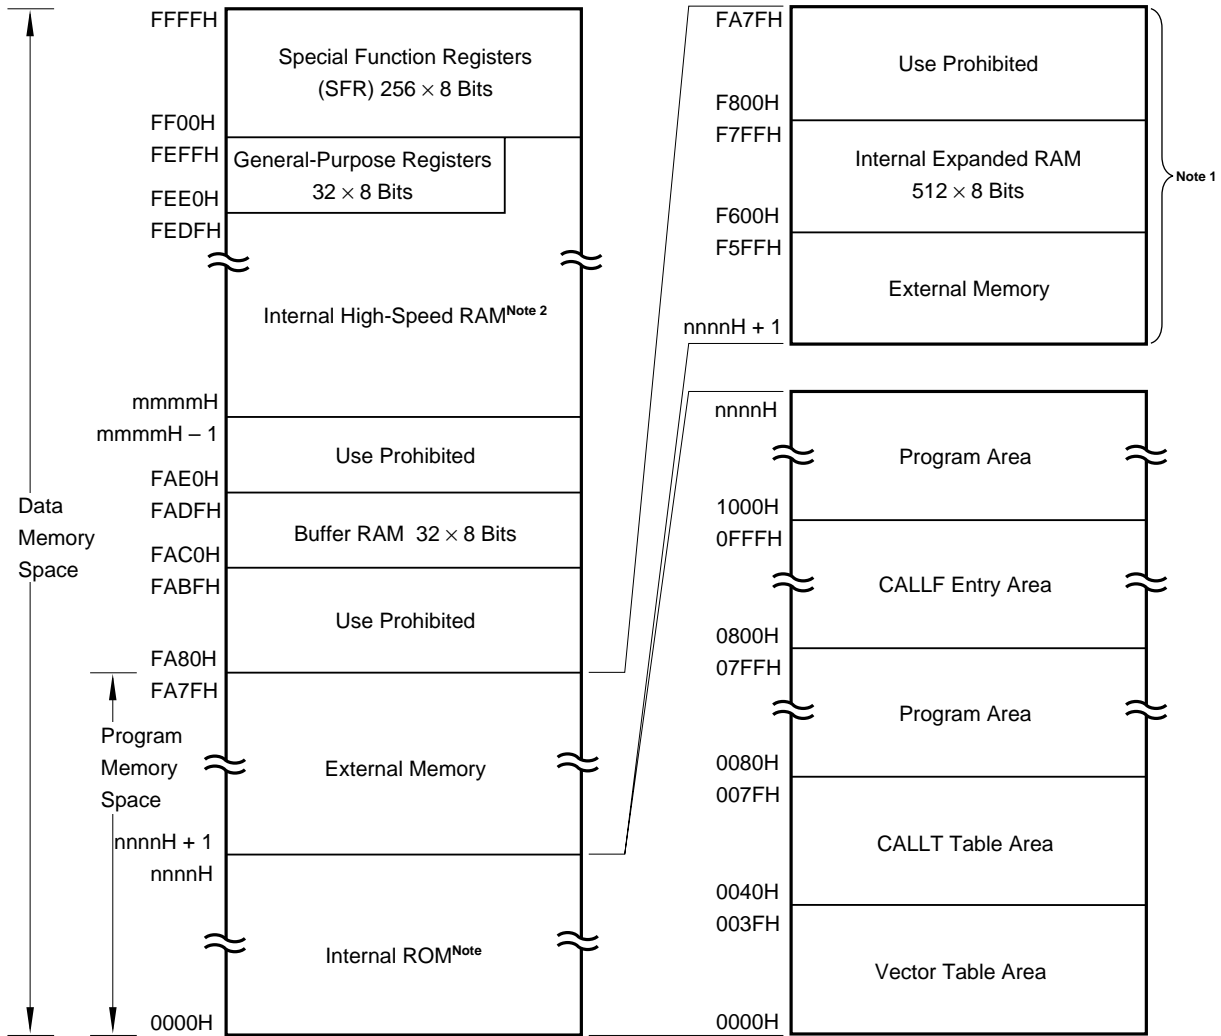 FFFFH
Special Function Registers
(SFR) 256 × 8 Bits
FF00H
FEFFH
General-Purpose Registers
32 × 8 Bits
FEE0H
FEDFH
Internal High-Speed RAM Note 2
mmmmH
mmmmH – 1
Use Prohibited
FAE0H
FADFH
Buffer RAM 32 × 8 Bits
FAC0H
FABFH
Use Prohibited
FA80H
FA7FH
External Memory
nnnnH + 1
nnnnH
Internal ROM Note
0000H
Data
Memory
Space
Program
Memory
Space
FA7FH
Use Prohibited
F800H
F7FFH
Internal Expanded RAM
512 × 8 Bits
F600H
F5FFH
External Memory
nnnnH + 1
Note 1
nnnnH
Program Area
1000H
0FFFH
CALLF Entry Area
0800H
07FFH
Program Area
0080H
007FH
CALLT Table Area
0040H
003FH
Vector Table Area
0000H